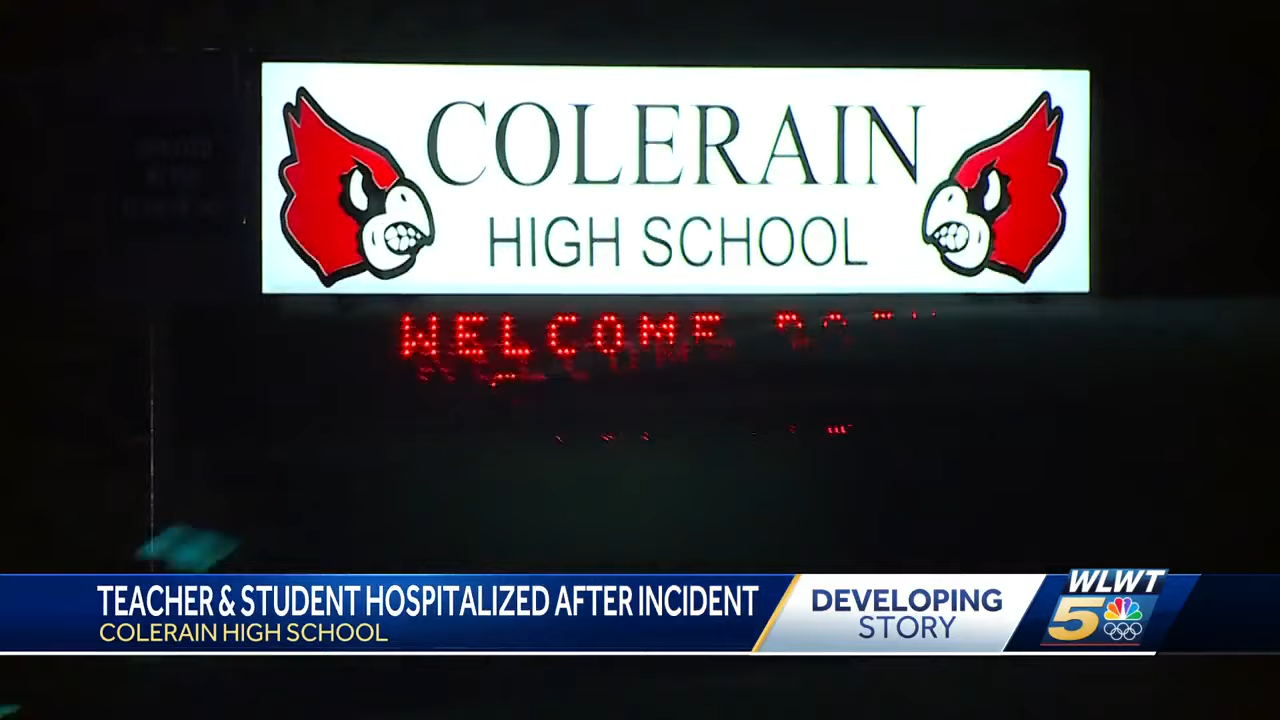 COLERAIN
HIGH SCHOOL
WELCOME
TEACHER & STUDENT HOSPITALIZED AFTER INCIDENT
COLERAIN HIGH SCHOOL
DEVELOPING
STORY
WLWT
5